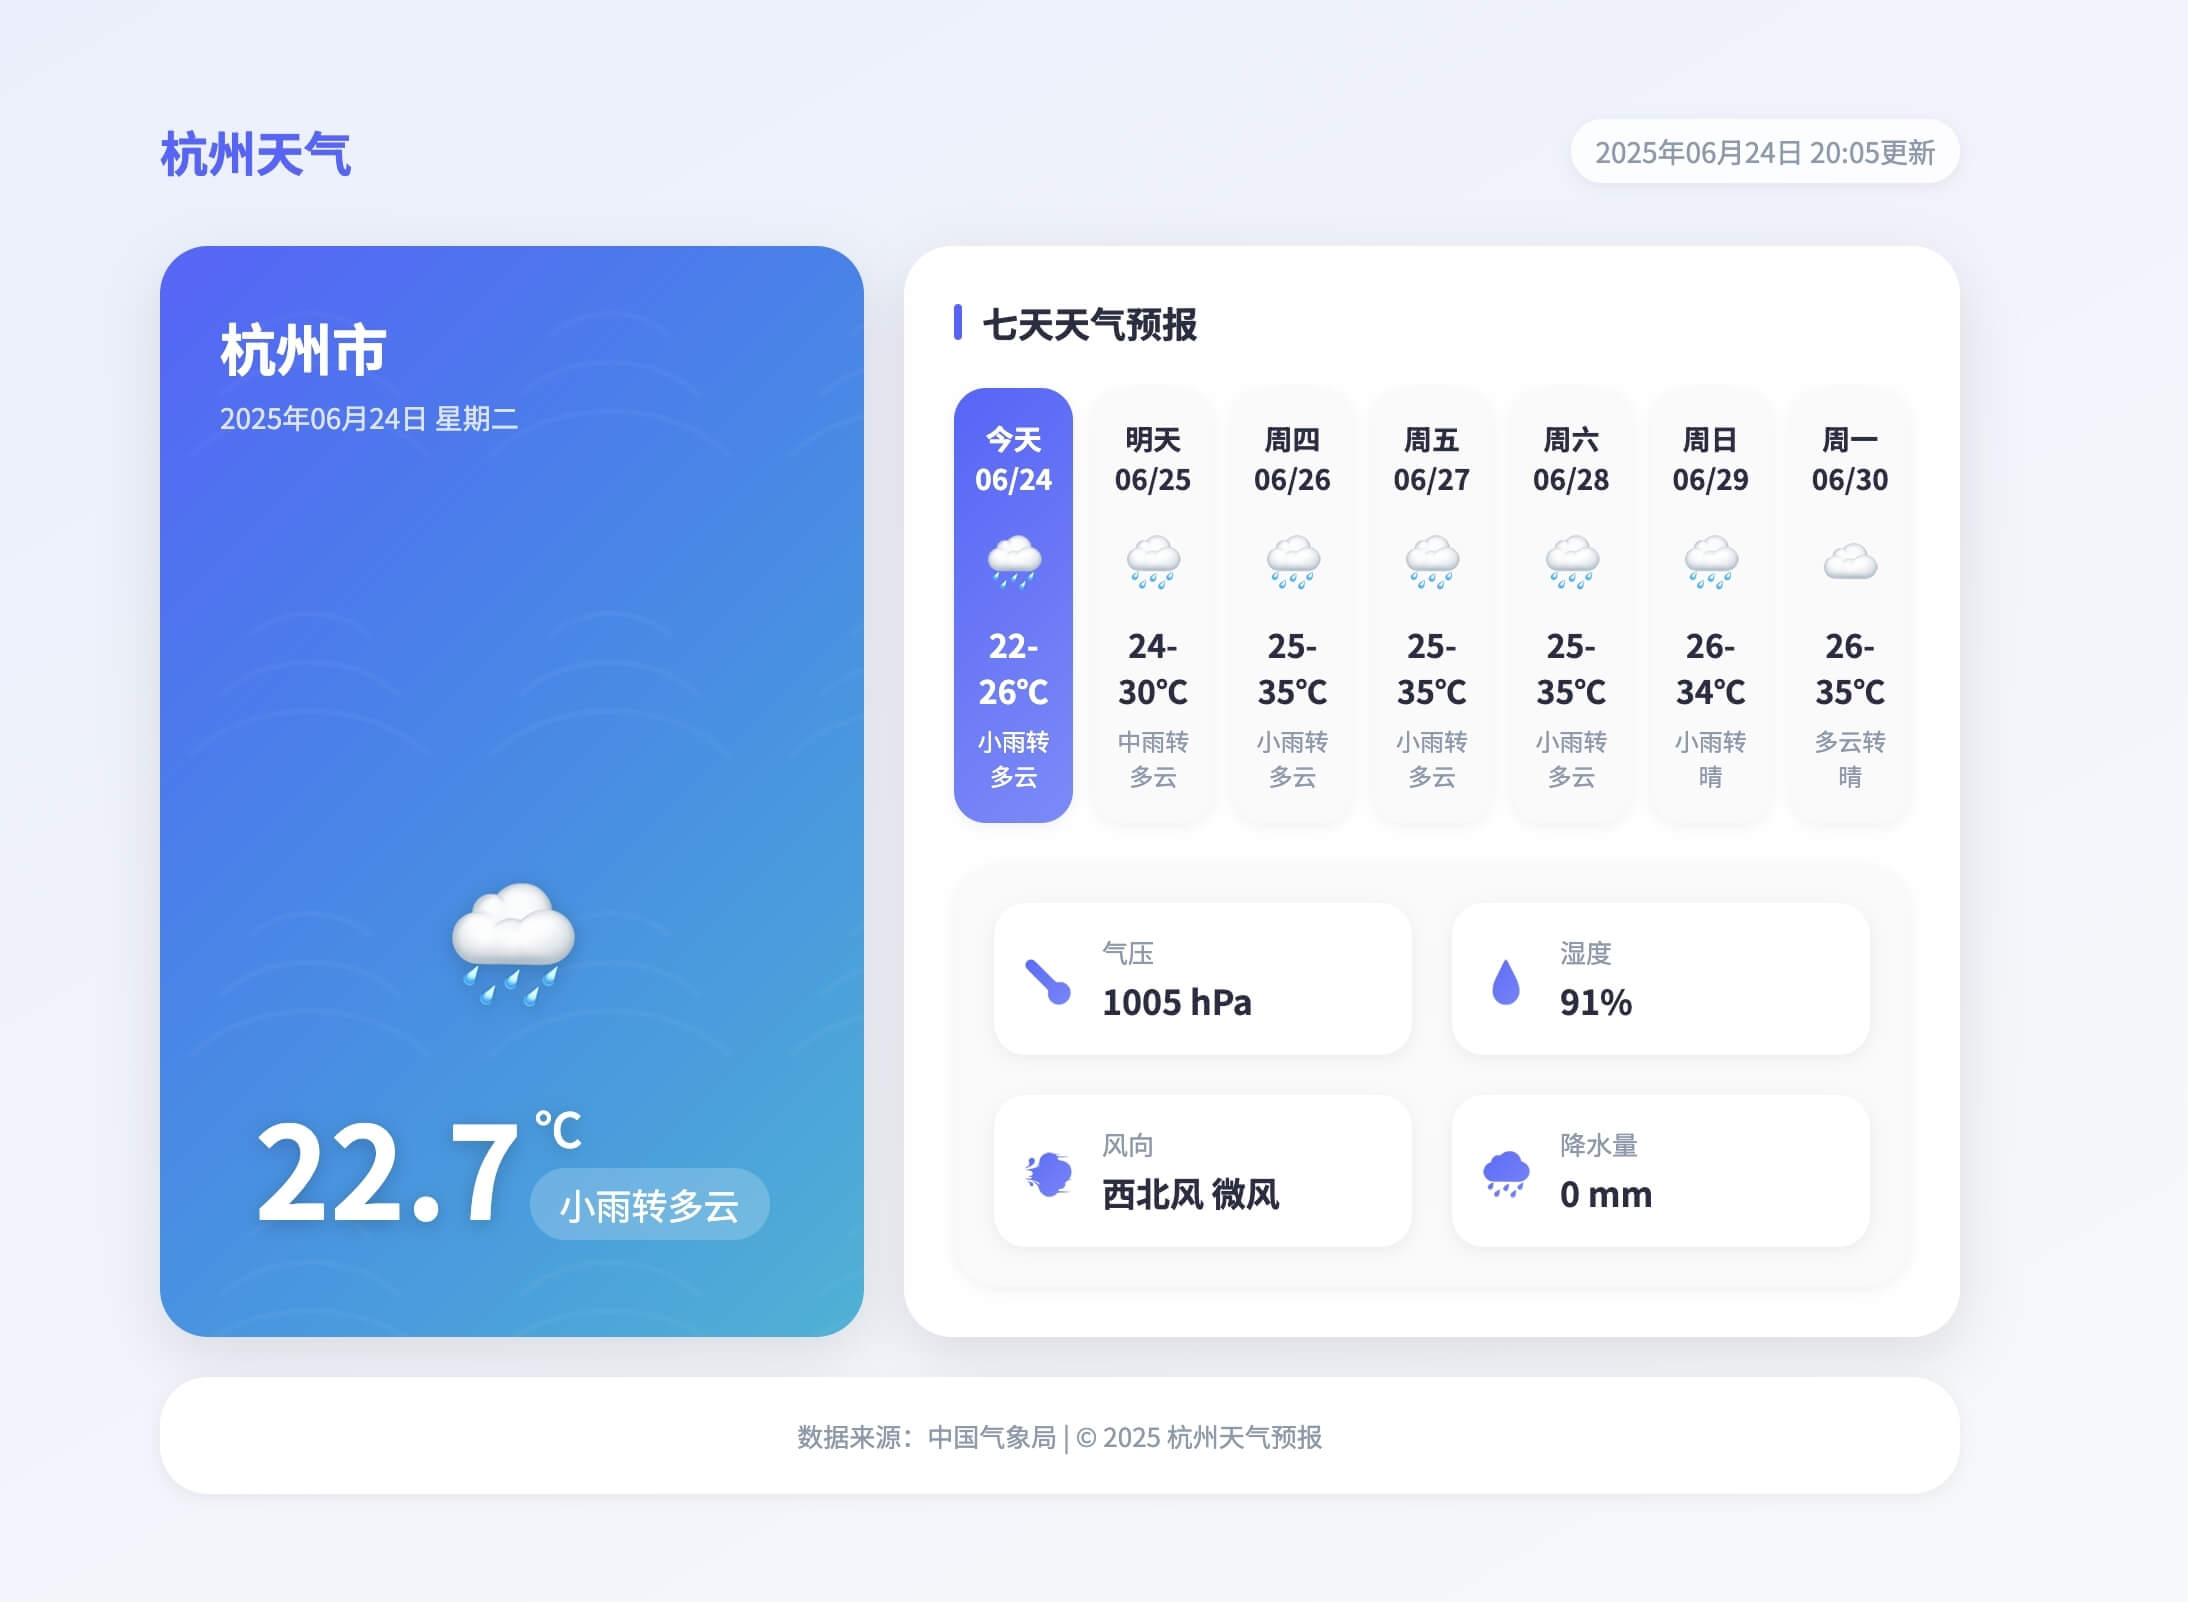 杭州天气
2025年06月24日 20:05更新
杭州市
2025年06月24日 星期二
22.7
°C
小雨转多云
七天天气预报
今天
06/24
22-
26°C
小雨转
多云
明天
06/25
24-
30°C
中雨转
多云
周四
06/26
25-
35°C
小雨转
多云
周五
06/27
25-
35°C
小雨转
多云
周六
06/28
25-
35°C
小雨转
多云
周日
06/29
26-
34°C
小雨转
晴
周一
06/30
26-
35°C
多云转
晴
气压
1005 hPa
湿度
91%
风向
西北风 微风
降水量
0 mm
数据来源：中国气象局 | © 2025 杭州天气预报